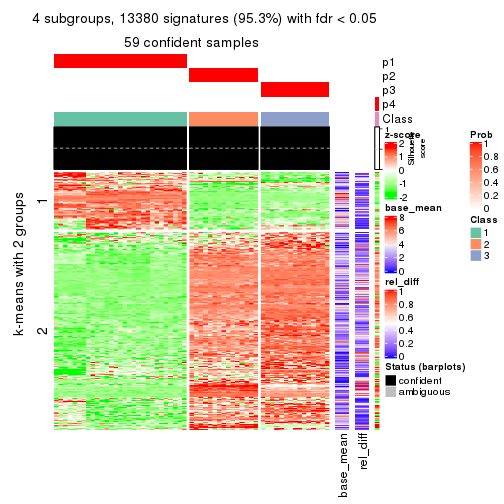 4 subgroups, 13380 signatures (95.3%) with fdr < 0.05
59 confident samples
p1
p2
p3
p4
Class
1
Silhouette
score
k-means with 2 groups
1
2
z-score
2
1
0
-1
-2
base_mean
8
6
4
2
0
rel_diff
1
0.8
0.6
0.4
0.2
0
Status (barplots)
confident
ambiguous
Prob
1
0.8
0.6
0.4
0.2
0
Class
1
2
3
base_mean
rel_diff